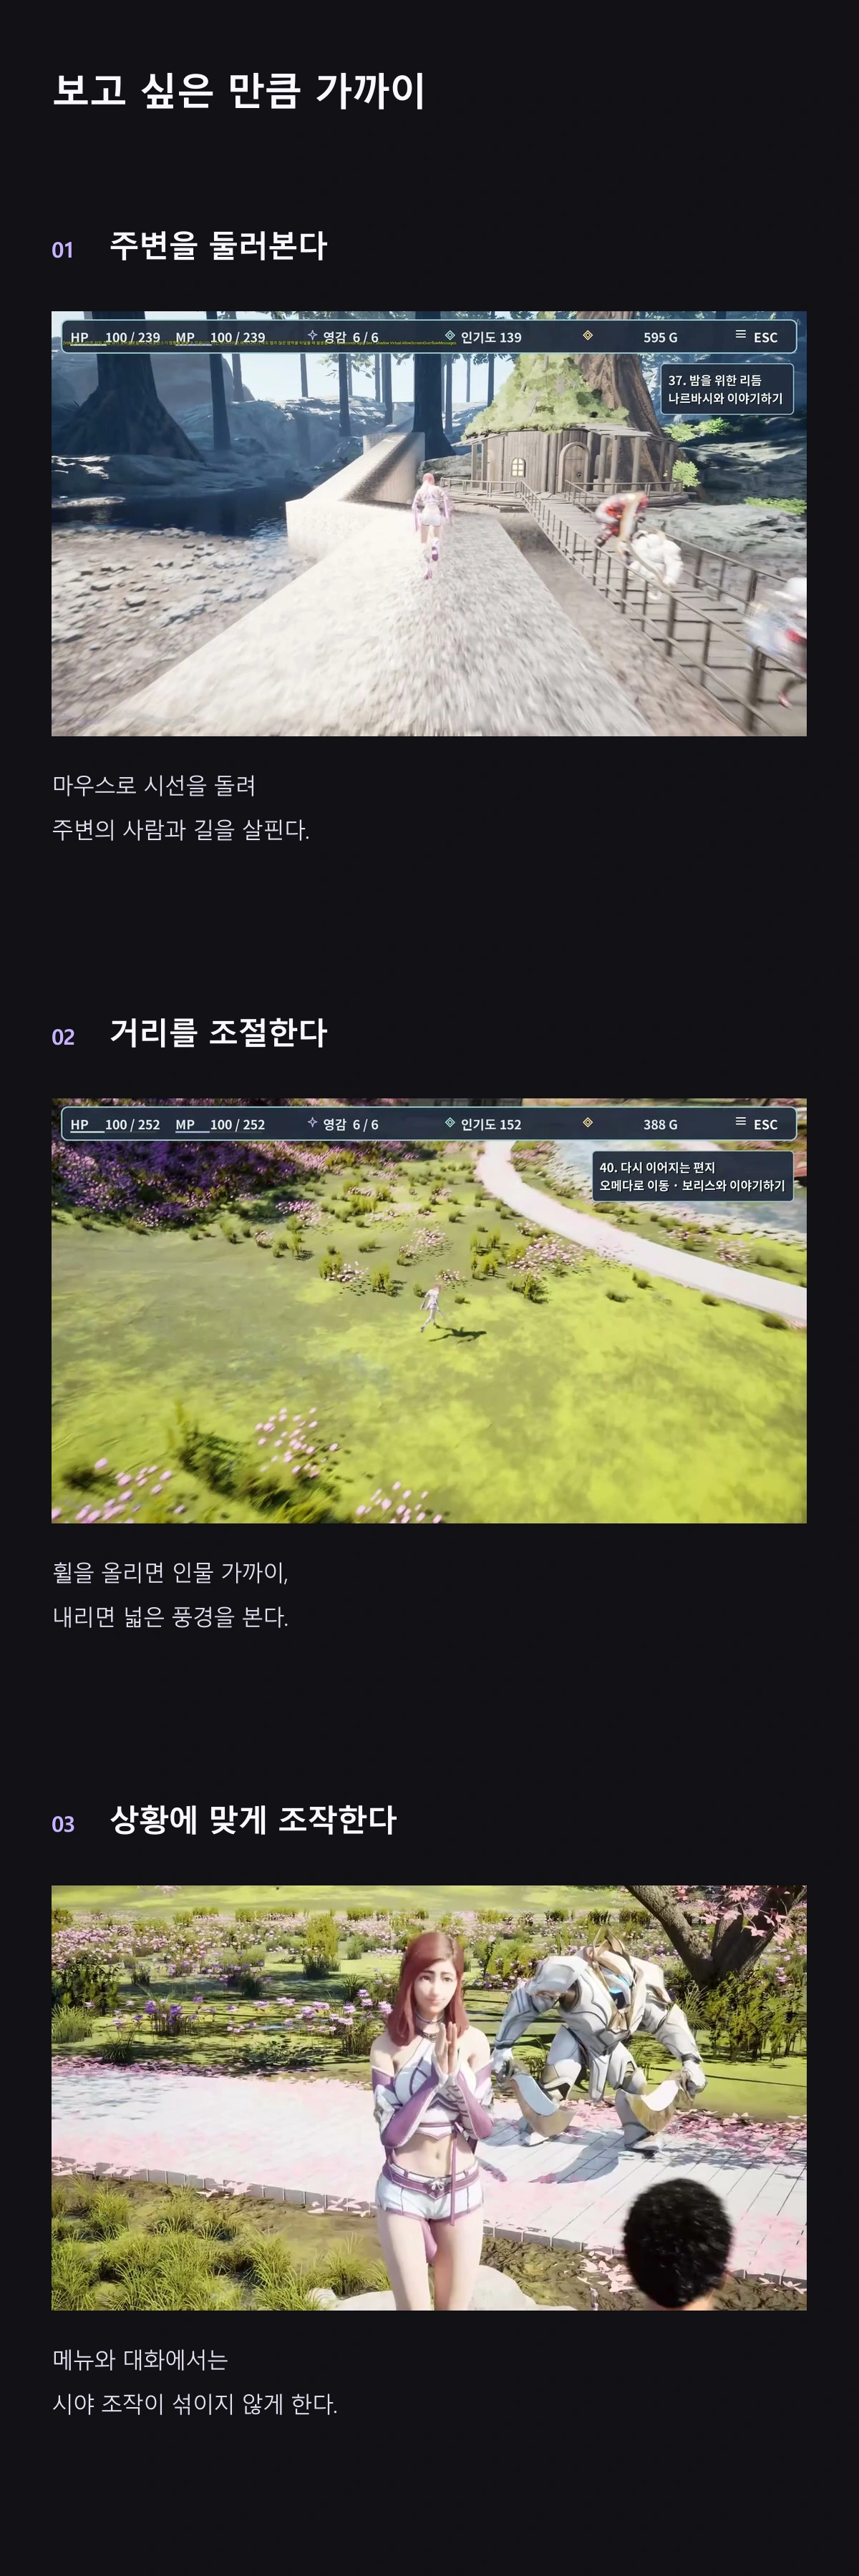 보고 싶은 만큼 가까이
01 주변을 둘러본다
HP 100 / 239 MP 100 / 239 영감 6 / 6 인기도 139 595 G ESC
37. 밤을 위한 리듬
나르바시와 이야기하기
마우스로 시선을 돌려
주변의 사람과 길을 살핀다.
02 거리를 조절한다
HP 100 / 252 MP 100 / 252 영감 6 / 6 인기도 152 388 G ESC
40. 다시 이어지는 편지
오메다로 이동 · 보리스와 이야기하기
휠을 올리면 인물 가까이,
내리면 넓은 풍경을 본다.
03 상황에 맞게 조작한다
메뉴와 대화에서는
시야 조작이 섞이지 않게 한다.